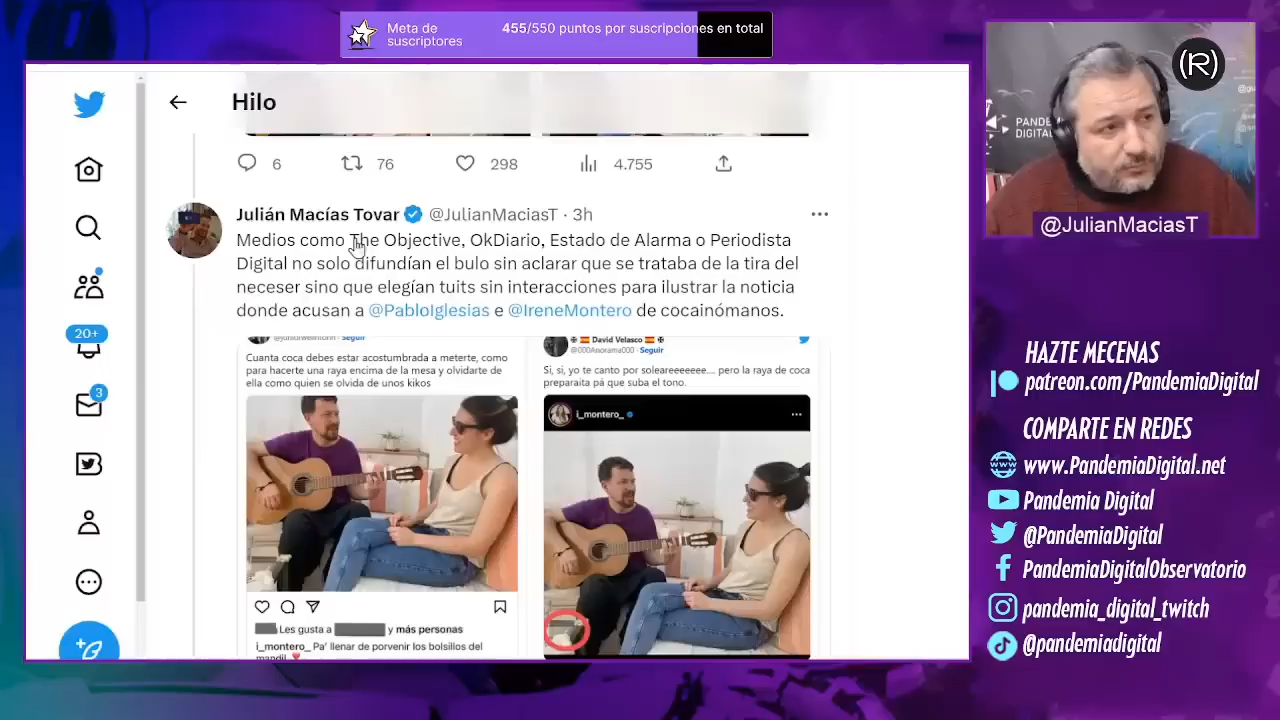 Meta de
suscriptores
455/550 puntos por suscripciones en total
Hilo
6
76
298
4.755
Julián Macías Tovar @JulianMaciasT · 3h
Medios como The Objective, OkDiario, Estado de Alarma o Periodista
Digital no solo difundían el bulo sin aclarar que se trataba de la tira del
neceser sino que elegían tuits sin interacciones para ilustrar la noticia
donde acusan a @PabloIglesias e @IreneMontero de cocainómanos.
Seguir
Cuanta coca debes estar acostumbrada a meterte, como
para hacerte una raya encima de la mesa y olvidarte de
ella como quien se olvida de unos kikos
Les gusta a y más personas
i_montero_ Pa' llenar de porvenir los bolsillos del
mandil
David Velasco
@000Anorama000 · Seguir
Si, si, yo te canto por soleareeeeeee.... pero la raya de coca
preparaita pá que suba el tono.
i_montero_
20+
3
(R)
PANDEMIA
DIGITAL
@JulianMaciasT
HAZTE MECENAS
patreon.com/PandemiaDigital
COMPARTE EN REDES
www.PandemiaDigital.net
Pandemia Digital
@PandemiaDigital
PandemiaDigitalObservatorio
pandemia_digital_twitch
@pandemiadigital